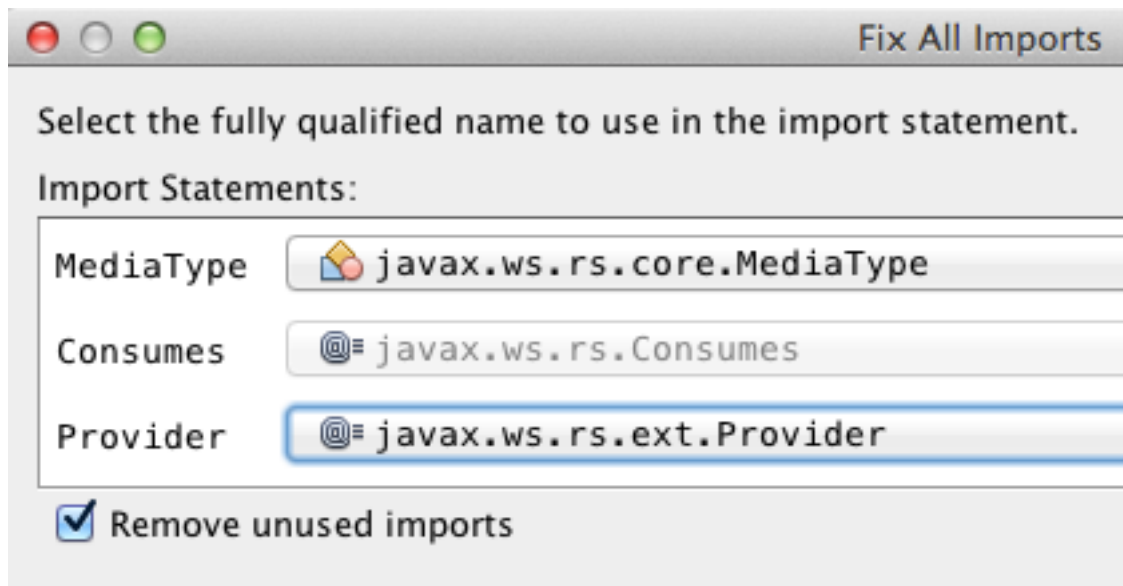 Fix All Imports
Select the fully qualified name to use in the import statement.
Import Statements:
MediaType javax.ws.rs.core.MediaType
Consumes javax.ws.rs.Consumes
Provider javax.ws.rs.ext.Provider
Remove unused imports